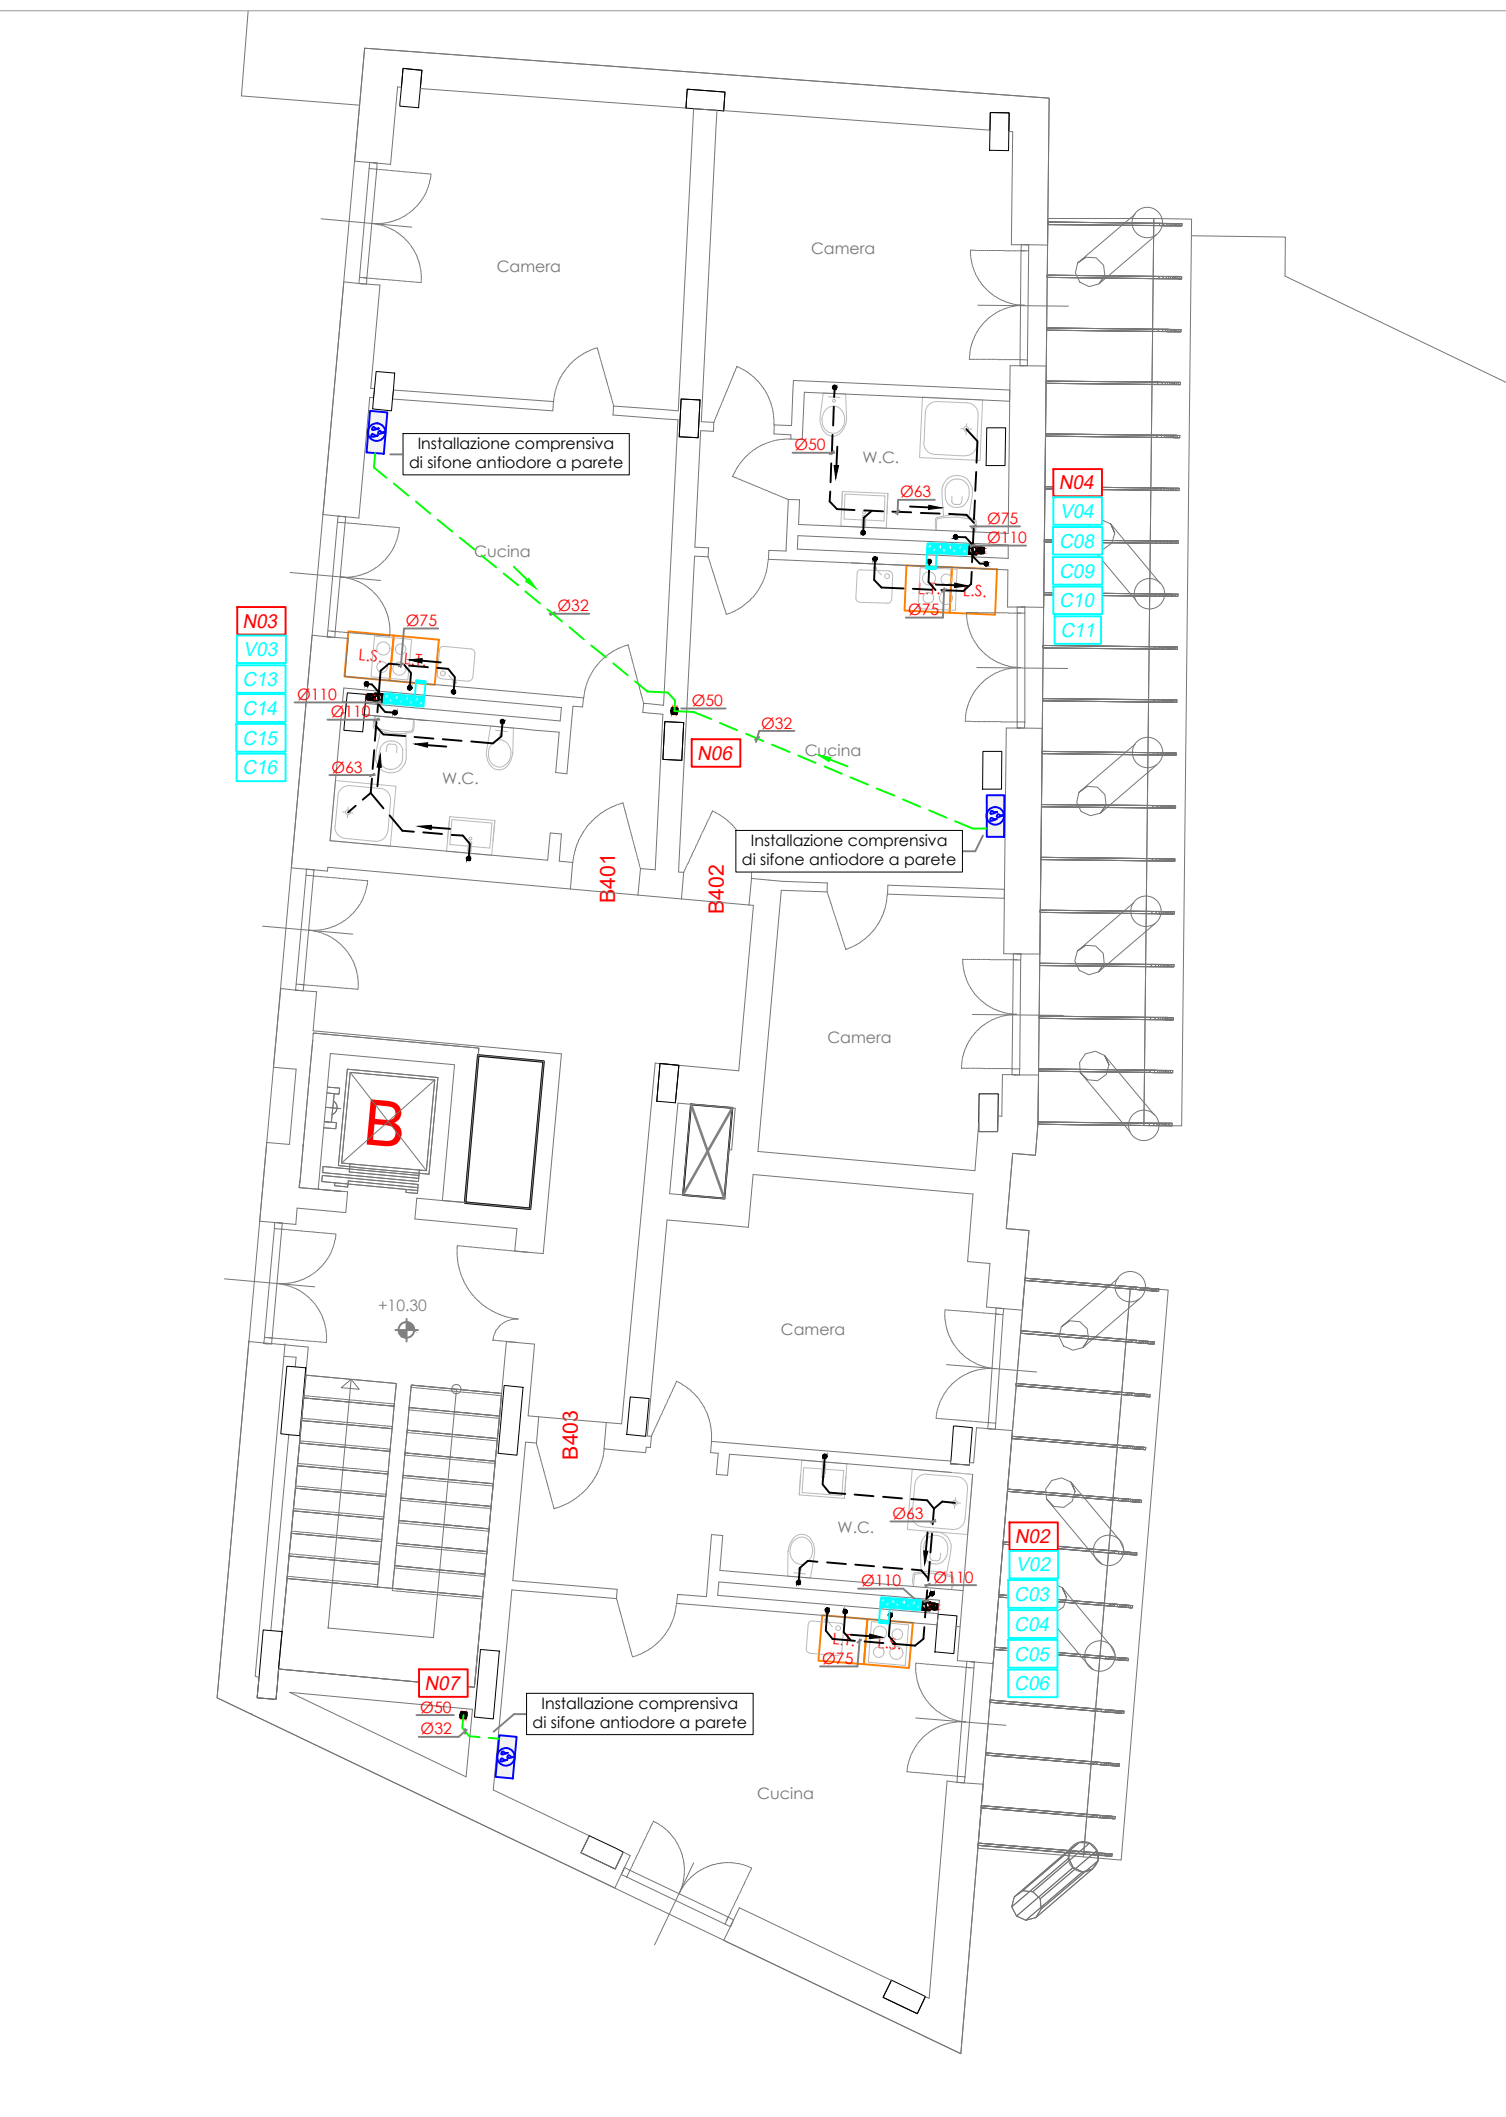 Camera
Camera
Installazione comprensiva
di sifone antiodore a parete
Ø50
W.C.
Ø63
Ø75
Ø110
N04
V04
C08
C09
C10
C11
Cucina
Ø32
L.T.
L.S.
Ø75
N03
V03
C13
C14
C15
C16
Ø75
L.S.
L.T.
Ø110
Ø110
Ø63
W.C.
Ø50
N06
Ø32
Cucina
Installazione comprensiva
di sifone antiodore a parete
B401
B402
Camera
B
+10.30
Camera
B403
Ø63
W.C.
Ø110
Ø110
N02
V02
C03
C04
C05
C06
L.T.
L.S.
Ø75
N07
Ø50
Ø32
Installazione comprensiva
di sifone antiodore a parete
Cucina